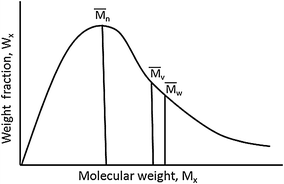 M̅n
M̅v
M̅w
Weight fraction, Wx
Molecular weight, Mx